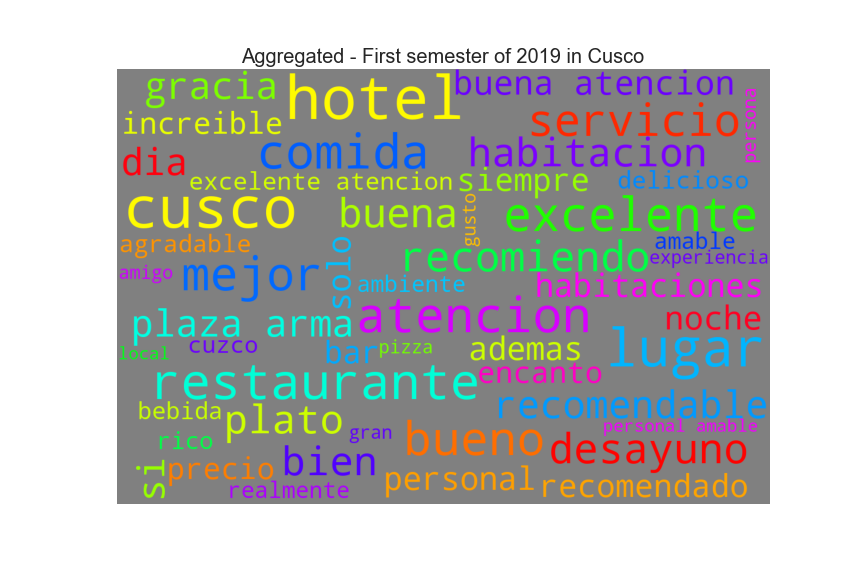 Aggregated - First semester of 2019 in Cusco
gracia
hotel
buena atencion
increible
servicio
persona
dia
comida
habitacion
excelente atencion
siempre
delicioso
cusco
buena
gusto
excelente
agradable
solo
recomiendo
amable
experiencia
amigo
mejor
ambiente
habitaciones
plaza arma
atencion
noche
local
cuzco
bar
pizza
ademas
lugar
restaurante
encanto
recomendable
bebida
plato
gran
personal amable
rico
bueno
desayuno
si
precio
bien
personal
recomendado
realmente